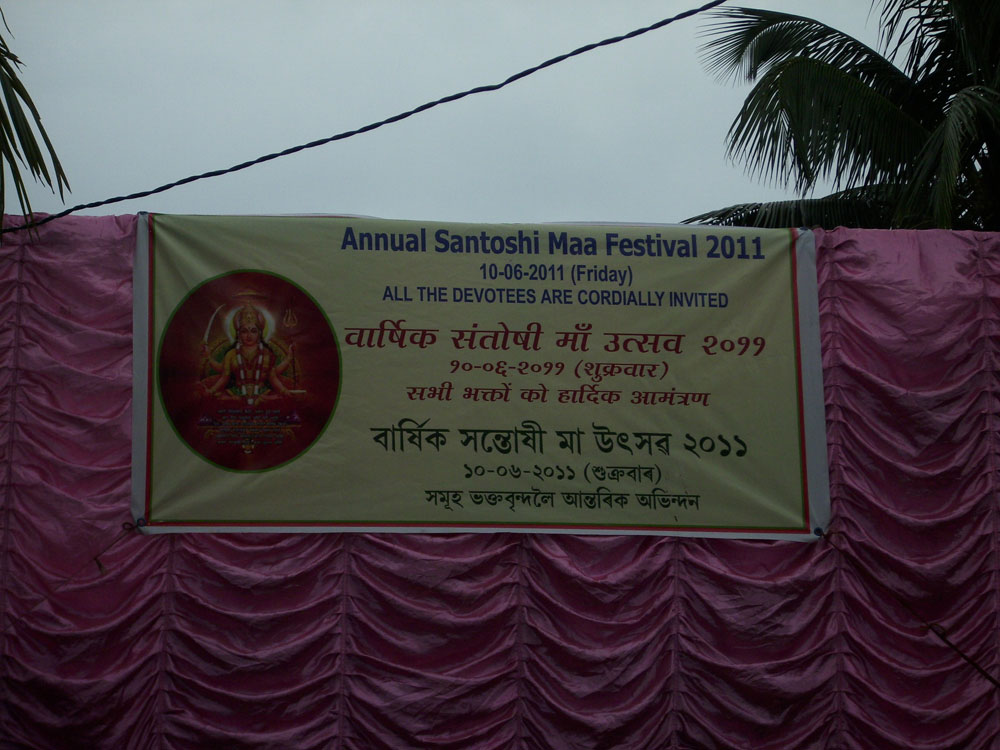 Annual Santoshi Maa Festival 2011
10-06-2011 (Friday)
ALL THE DEVOTEES ARE CORDIALLY INVITED
वार्षिक संतोषी माँ उत्सव २०११
१०-०६-२०११ (शुक्रवार)
सभी भक्तों को हार्दिक आमंत्रण
বাৰ্ষিক সন্তোষী মা উৎসৱ ২০১১
১০-০৬-২০১১ (শুক্রবাৰ)
সমূহ ভক্তবৃন্দলৈ আন্তৰিক অভিনন্দন